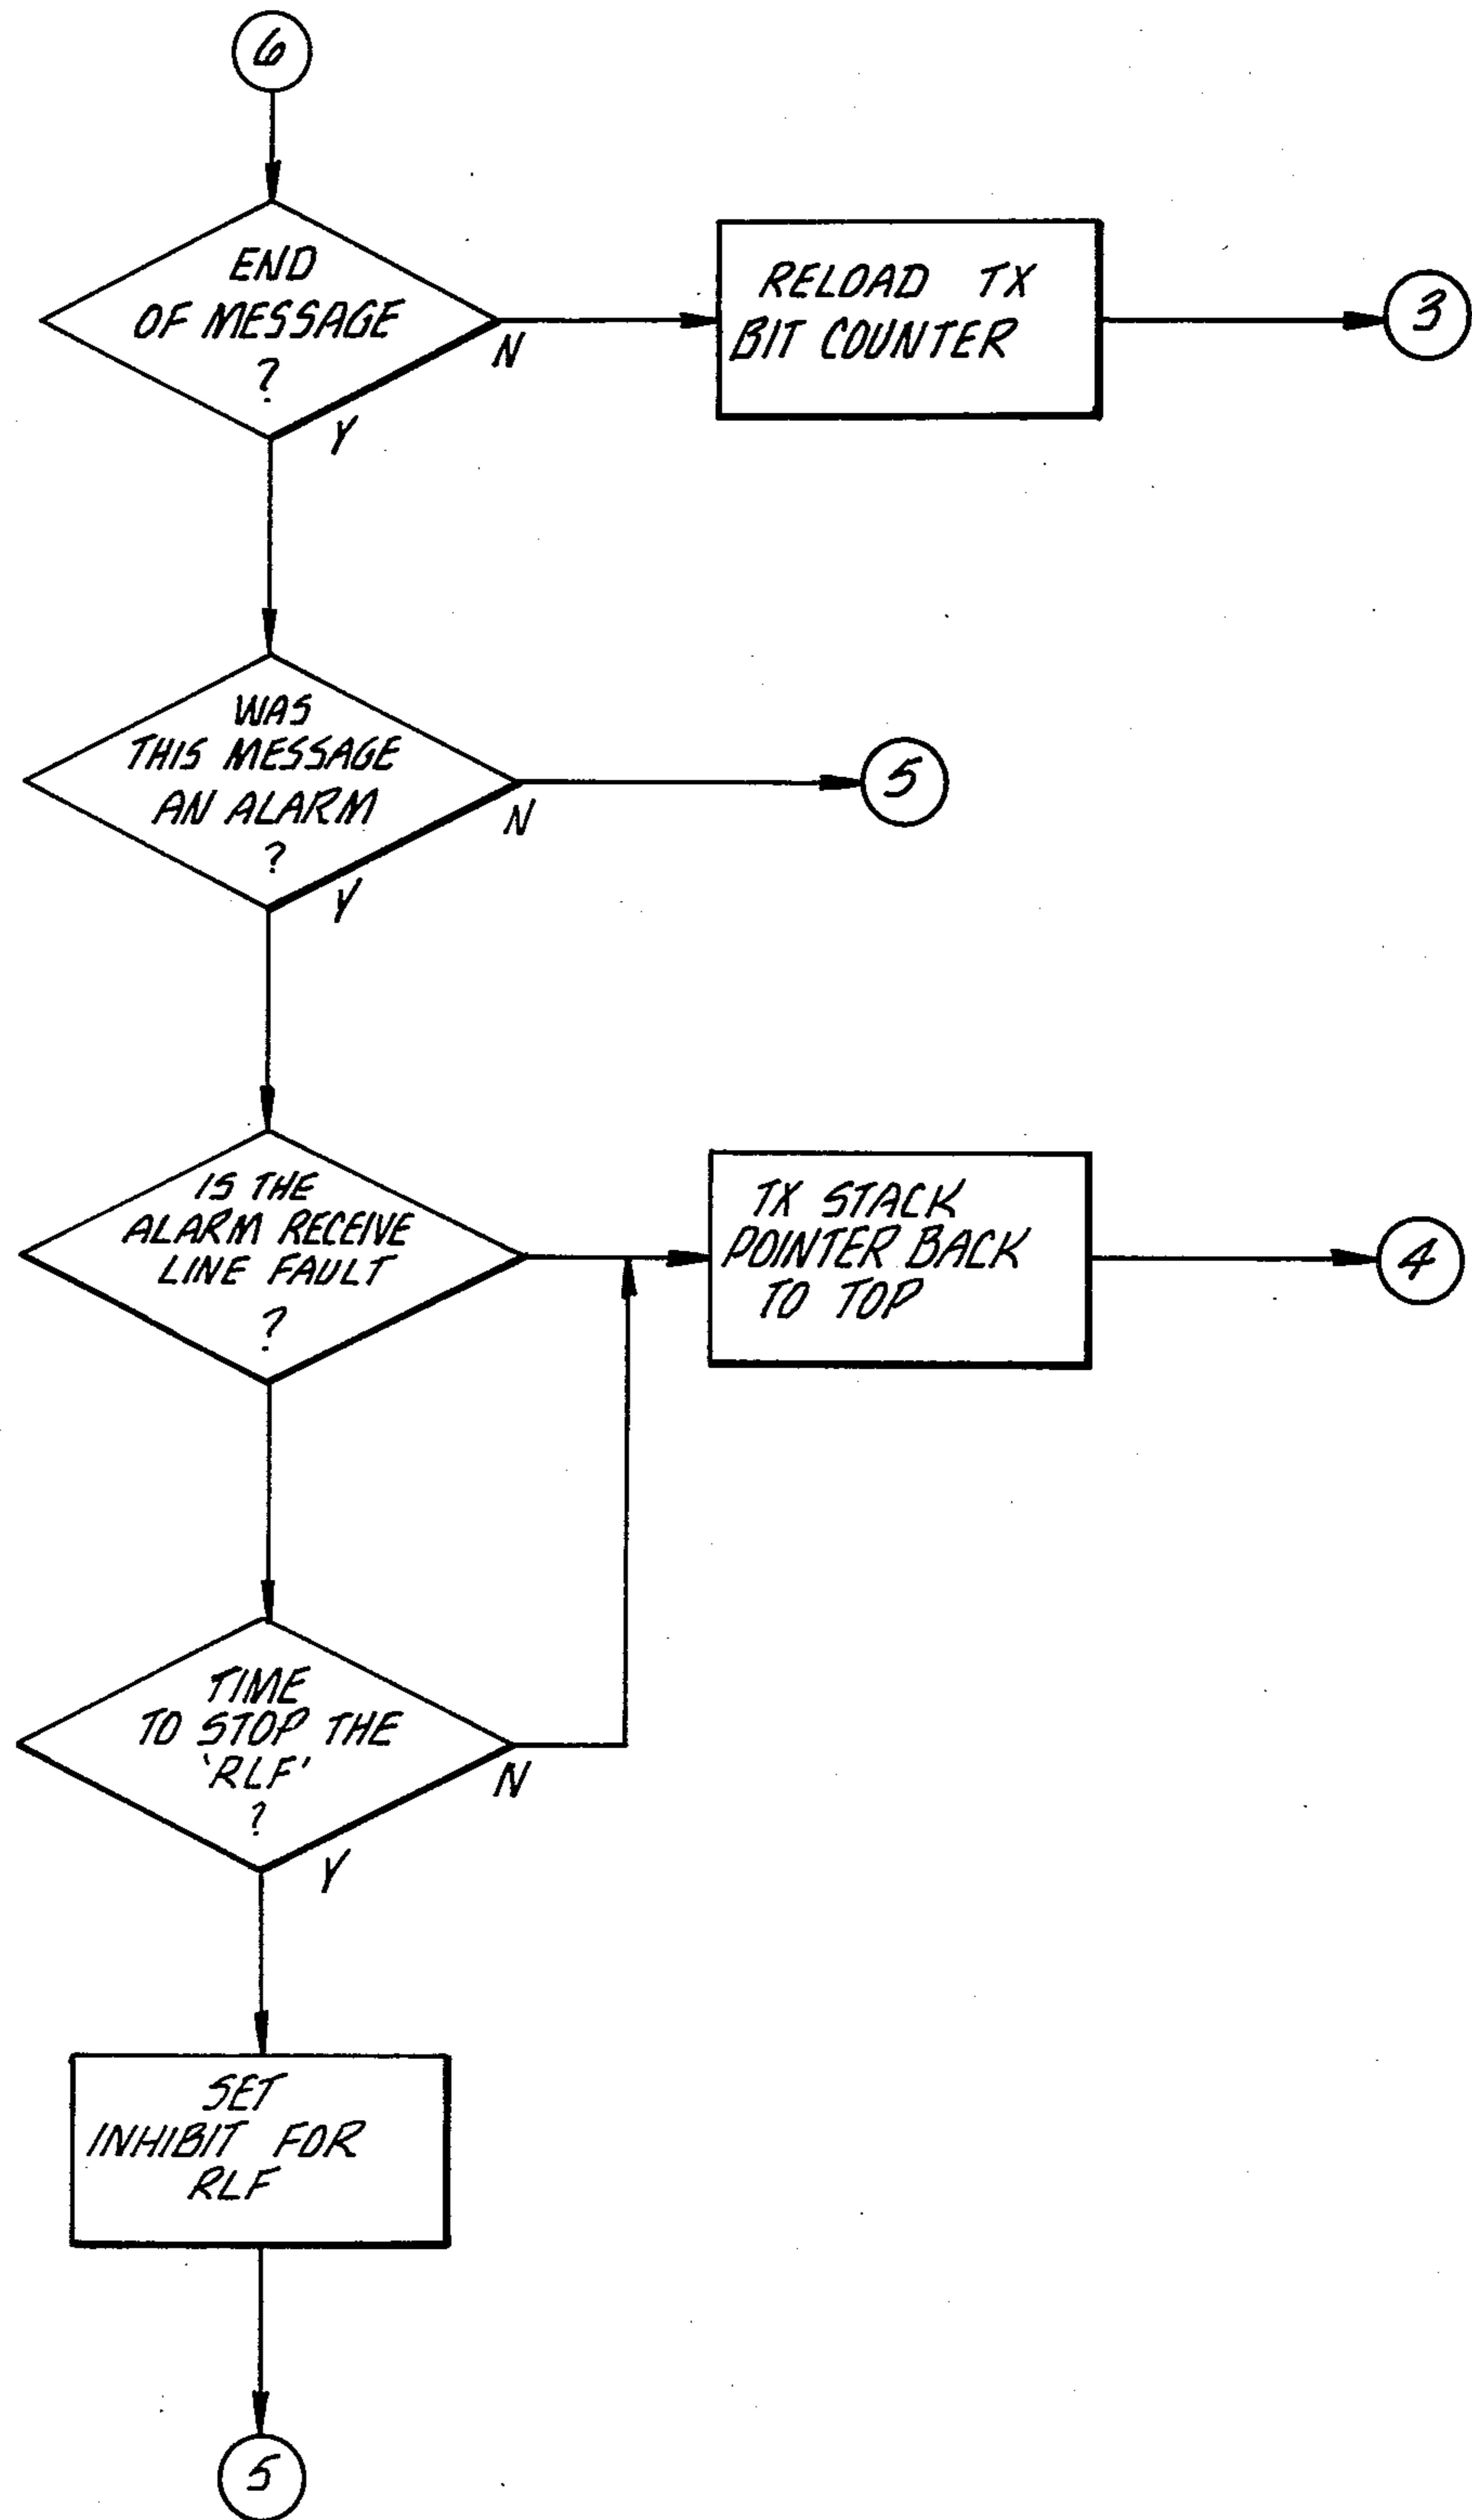 6
END
OF MESSAGE
?
N
Y
RELOAD TX
BIT COUNTER
3
WAS
THIS MESSAGE
AN ALARM
?
N
Y
5
IS THE
ALARM RECEIVE
LINE FAULT
?
TX STACK
POINTER BACK
TO TOP
4
TIME
TO STOP THE
'RLF'
?
N
Y
SET
INHIBIT FOR
RLF
5